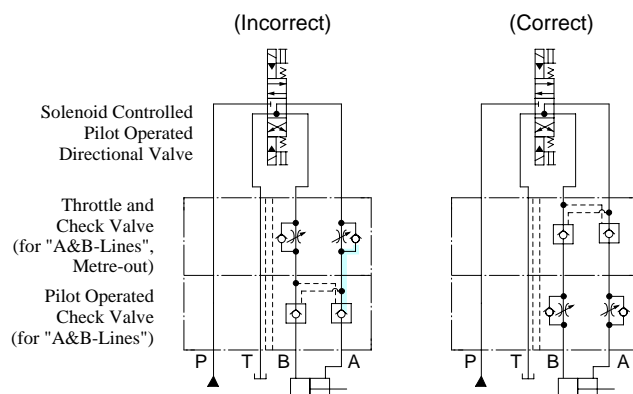 (Incorrect)
(Correct)
Solenoid Controlled
Pilot Operated
Directional Valve
Throttle and
Check Valve
(for "A&B-Lines",
Metre-out)
Pilot Operated
Check Valve
(for "A&B-Lines")
P T B A
P T B A